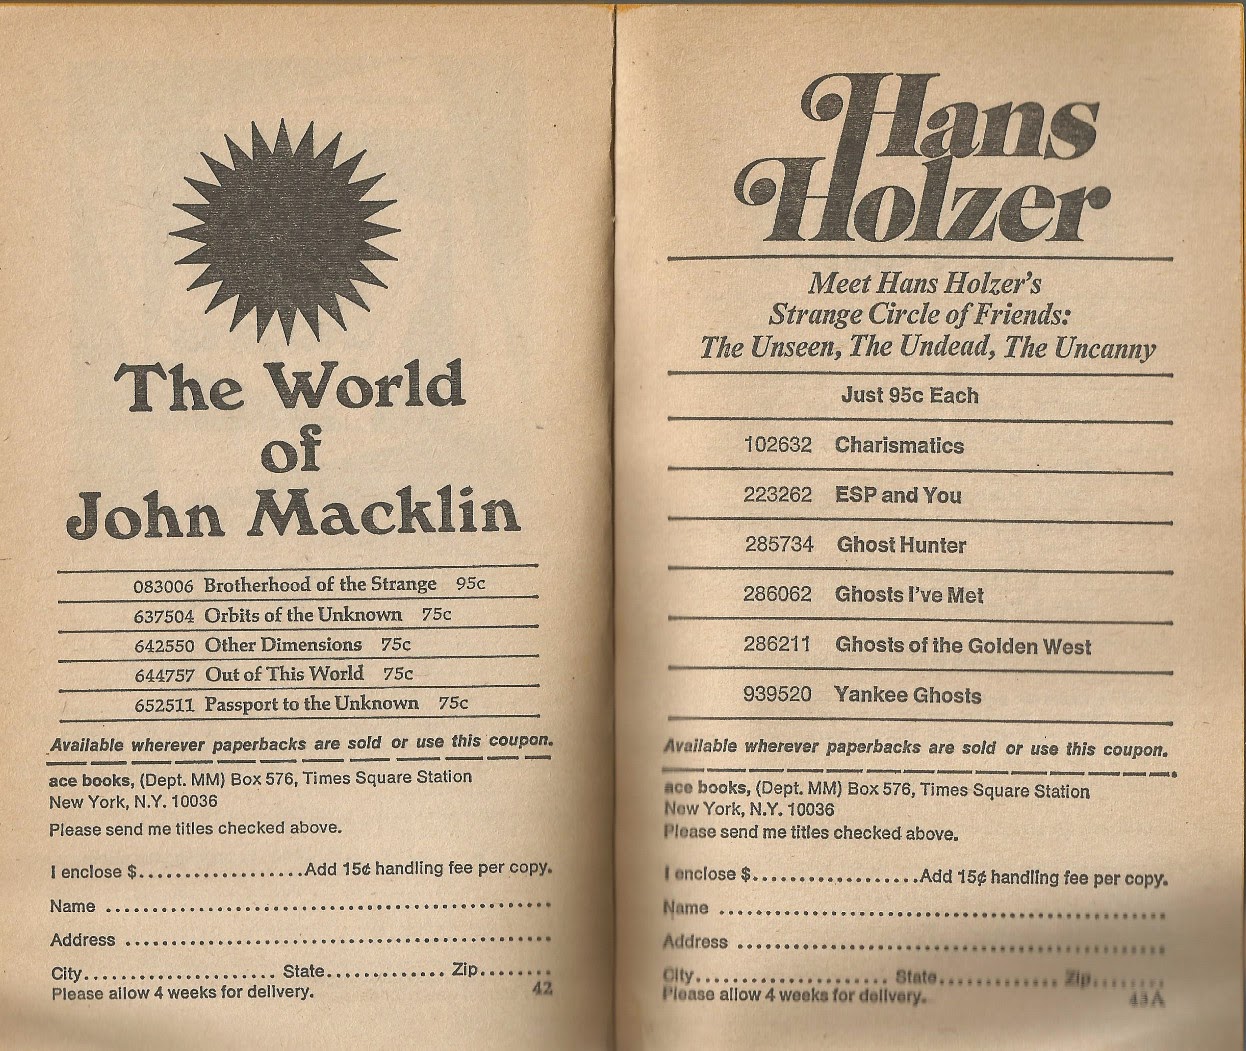 The World
of
John Macklin
083006 Brotherhood of the Strange 95c
637504 Orbits of the Unknown 75c
642550 Other Dimensions 75c
644757 Out of This World 75c
652511 Passport to the Unknown 75c
Available wherever paperbacks are sold or use this coupon.
ace books, (Dept. MM) Box 576, Times Square Station
New York, N.Y. 10036
Please send me titles checked above.
I enclose $.................Add 15¢ handling fee per copy.
Name ..............................................
Address ............................................
City.................... State............. Zip........
Please allow 4 weeks for delivery. 42
Hans
Holzer
Meet Hans Holzer's
Strange Circle of Friends:
The Unseen, The Undead, The Uncanny
Just 95c Each
102632 Charismatics
223262 ESP and You
285734 Ghost Hunter
286062 Ghosts I've Met
286211 Ghosts of the Golden West
939520 Yankee Ghosts
Available wherever paperbacks are sold or use this coupon.
ace books, (Dept. MM) Box 576, Times Square Station
New York, N.Y. 10036
Please send me titles checked above.
I enclose $.................Add 15¢ handling fee per copy.
Name ..............................................
Address ............................................
City.................... State............. Zip........
Please allow 4 weeks for delivery. 43A